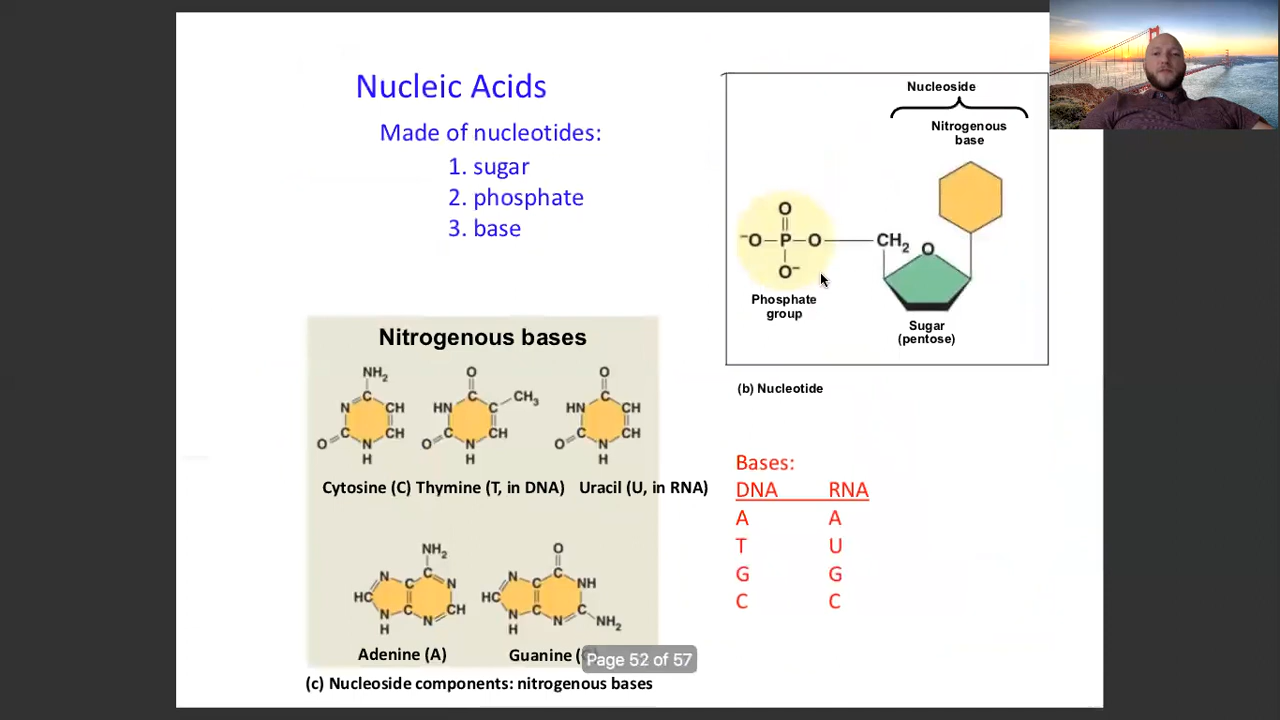 Nucleic Acids
Made of nucleotides:
1. sugar
2. phosphate
3. base
Nucleoside
Nitrogenous
base
O
⁻O–P–O
O⁻
CH₂
O
Phosphate
group
Sugar
(pentose)
(b) Nucleotide
Nitrogenous bases
NH₂
N
C
CH
O
C
N
CH
H
O
HN
C
C
CH₃
O
C
N
CH
H
O
HN
C
CH
O
C
N
CH
H
Cytosine (C) Thymine (T, in DNA) Uracil (U, in RNA)
NH₂
N
C
C
N
HC
N
C
N
CH
H
O
N
C
C
NH
HC
N
C
N
C
NH₂
H
Adenine (A)
Guanine (
Page 52 of 57
(c) Nucleoside components: nitrogenous bases
Bases:
DNA RNA
A A
T U
G G
C C